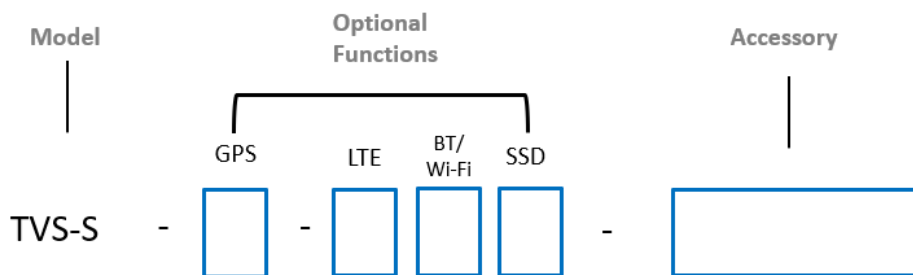 Model
Optional
Functions
Accessory
GPS
LTE
BT/
Wi-Fi
SSD
TVS-S - - -